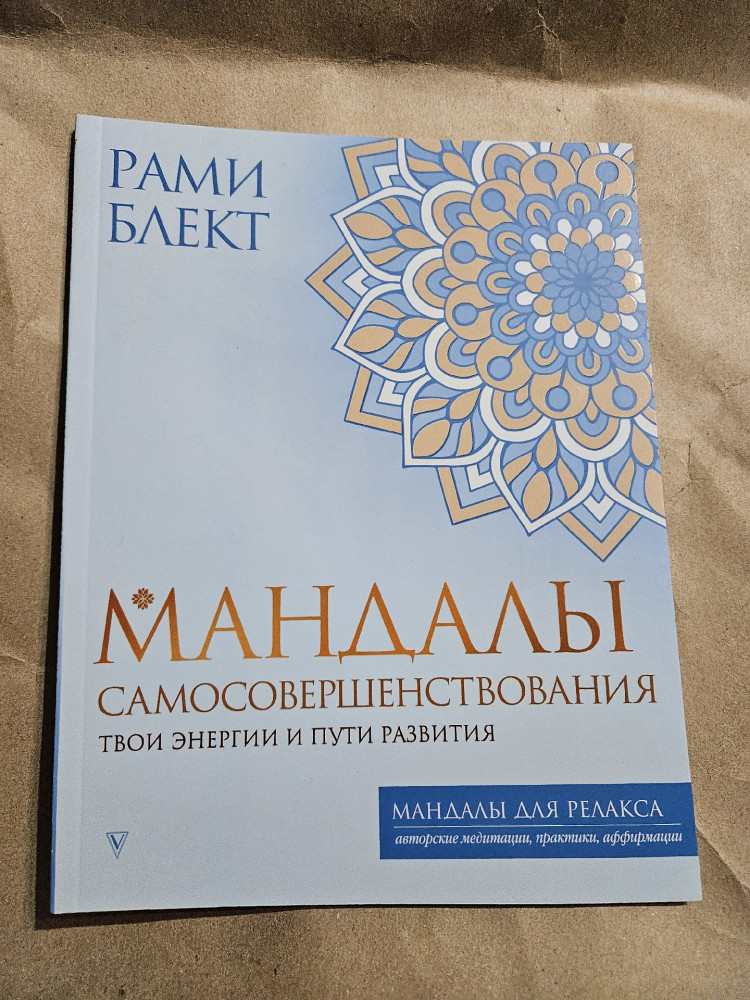 РАМИ
БЛЕКТ
МАНДАЛЫ
САМОСОВЕРШЕНСТВОВАНИЯ
ТВОИ ЭНЕРГИИ И ПУТИ РАЗВИТИЯ
МАНДАЛЫ ДЛЯ РЕЛАКСА
авторские медитации, практики, аффирмации